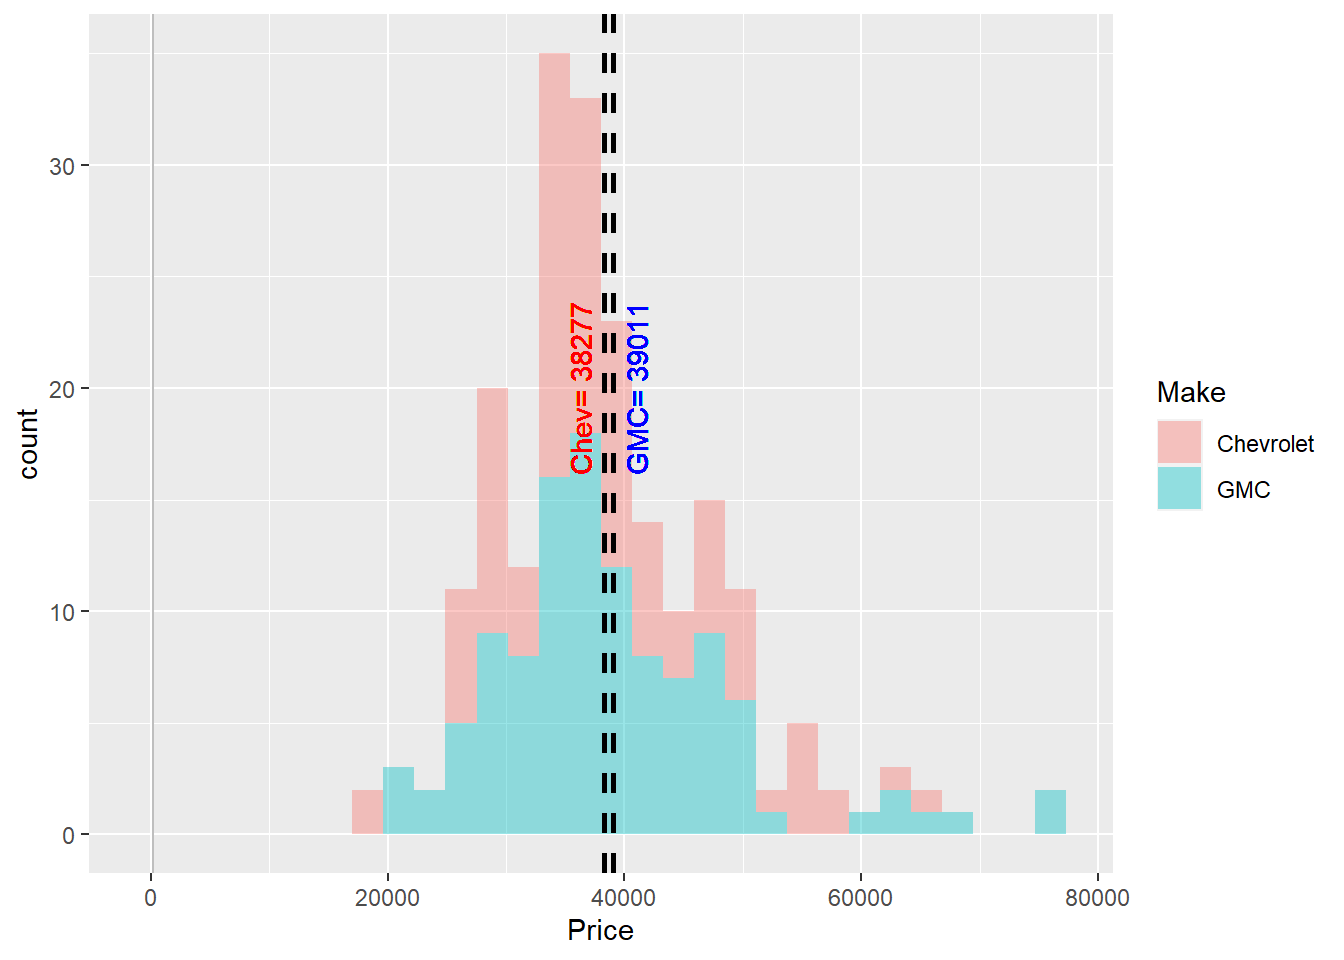 30
20
10
0
count
Chev= 38277
GMC= 39011
0
20000
40000
60000
80000
Price
Make
Chevrolet
GMC